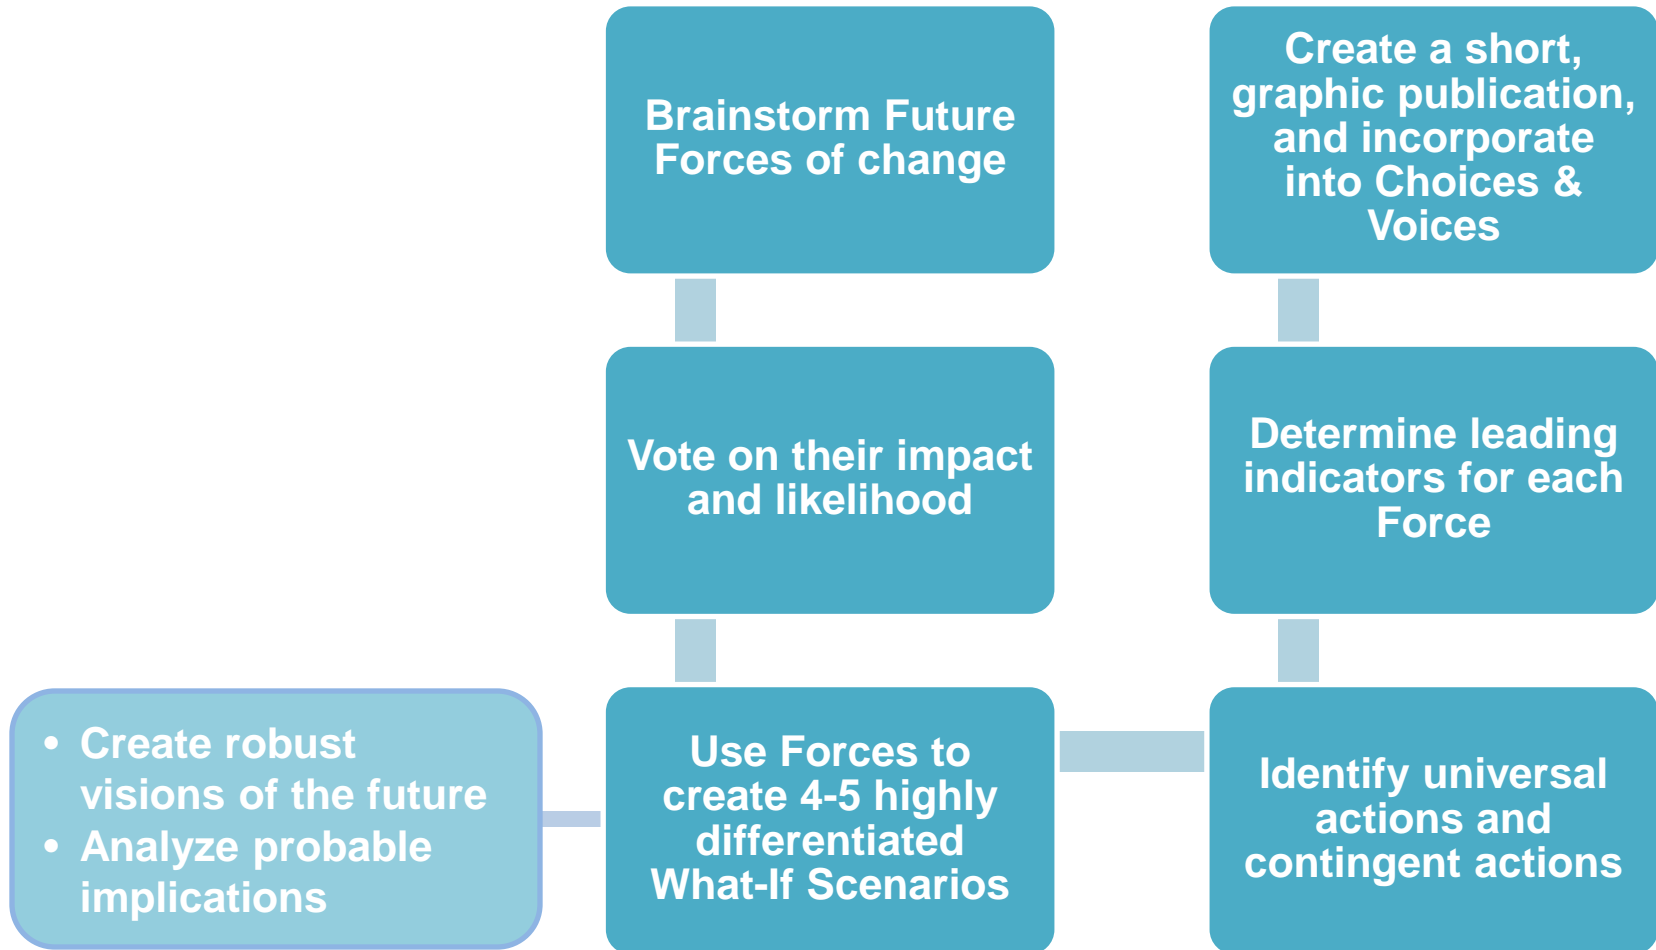 Brainstorm Future
Forces of change
Vote on their impact
and likelihood
Use Forces to
create 4-5 highly
differentiated
What-If Scenarios
• Create robust
visions of the future
• Analyze probable
implications
Identify universal
actions and
contingent actions
Determine leading
indicators for each
Force
Create a short,
graphic publication,
and incorporate
into Choices &
Voices